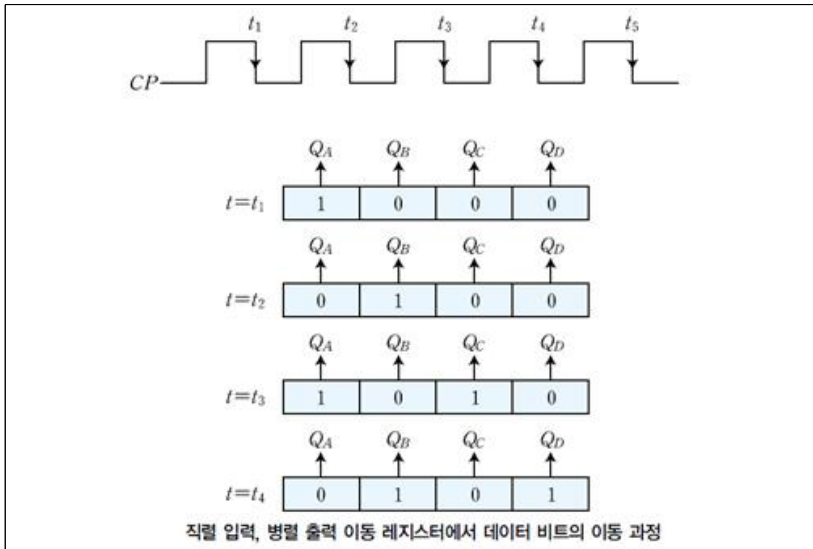 t1 t2 t3 t4 t5
CP
QA QB QC QD
t=t1 1 0 0 0
QA QB QC QD
t=t2 0 1 0 0
QA QB QC QD
t=t3 1 0 1 0
QA QB QC QD
t=t4 0 1 0 1
직렬 입력, 병렬 출력 이동 레지스터에서 데이터 비트의 이동 과정